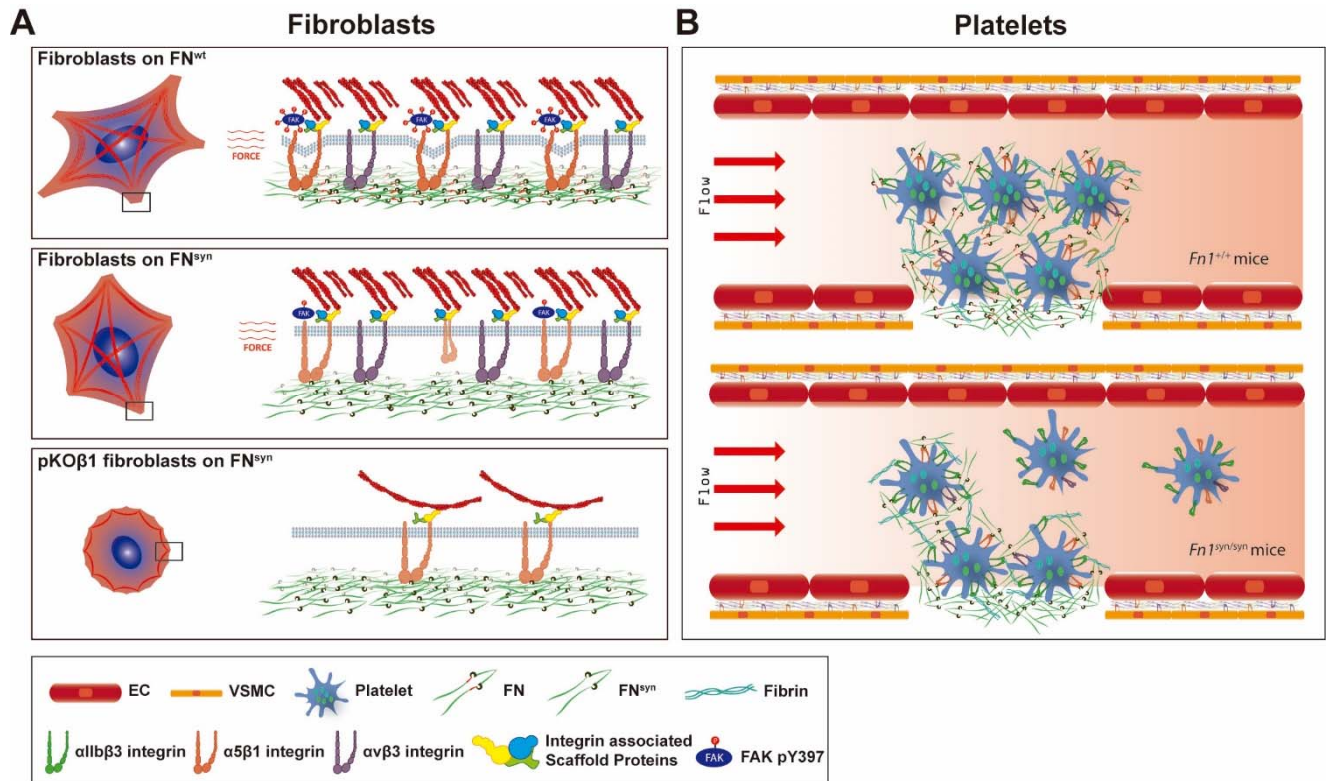 A
Fibroblasts
Fibroblasts on FNwt
FAK
P
FAK
P
FAK
P
FORCE
Fibroblasts on FNsyn
P
FAK
P
FAK
FORCE
pKOβ1 fibroblasts on FNsyn
B
Platelets
Flow
Fn1+/+ mice
Flow
Fn1syn/syn mice
EC
VSMC
Platelet
FN
FNsyn
Fibrin
αIIbβ3 integrin
α5β1 integrin
αvβ3 integrin
Integrin associated
Scaffold Proteins
P
FAK
FAK pY397